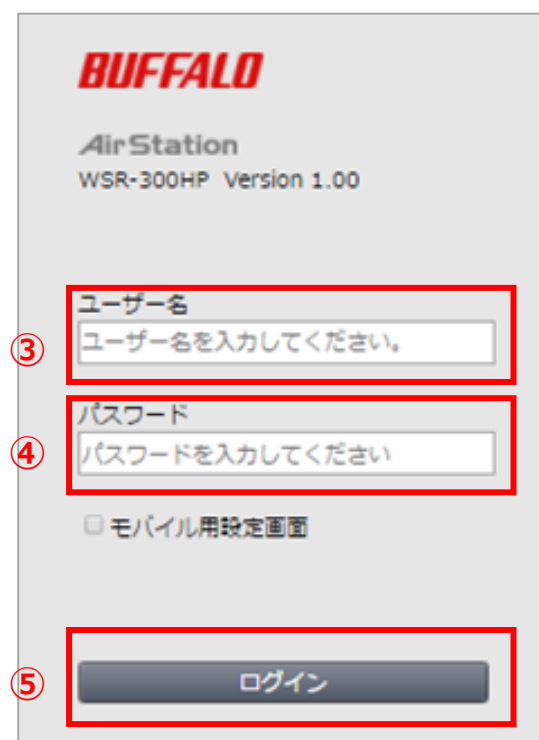 BUFFALO
AirStation
WSR-300HP Version 1.00
ユーザー名
③ ユーザー名を入力してください。
パスワード
④ パスワードを入力してください
モバイル用設定画面
⑤ ログイン